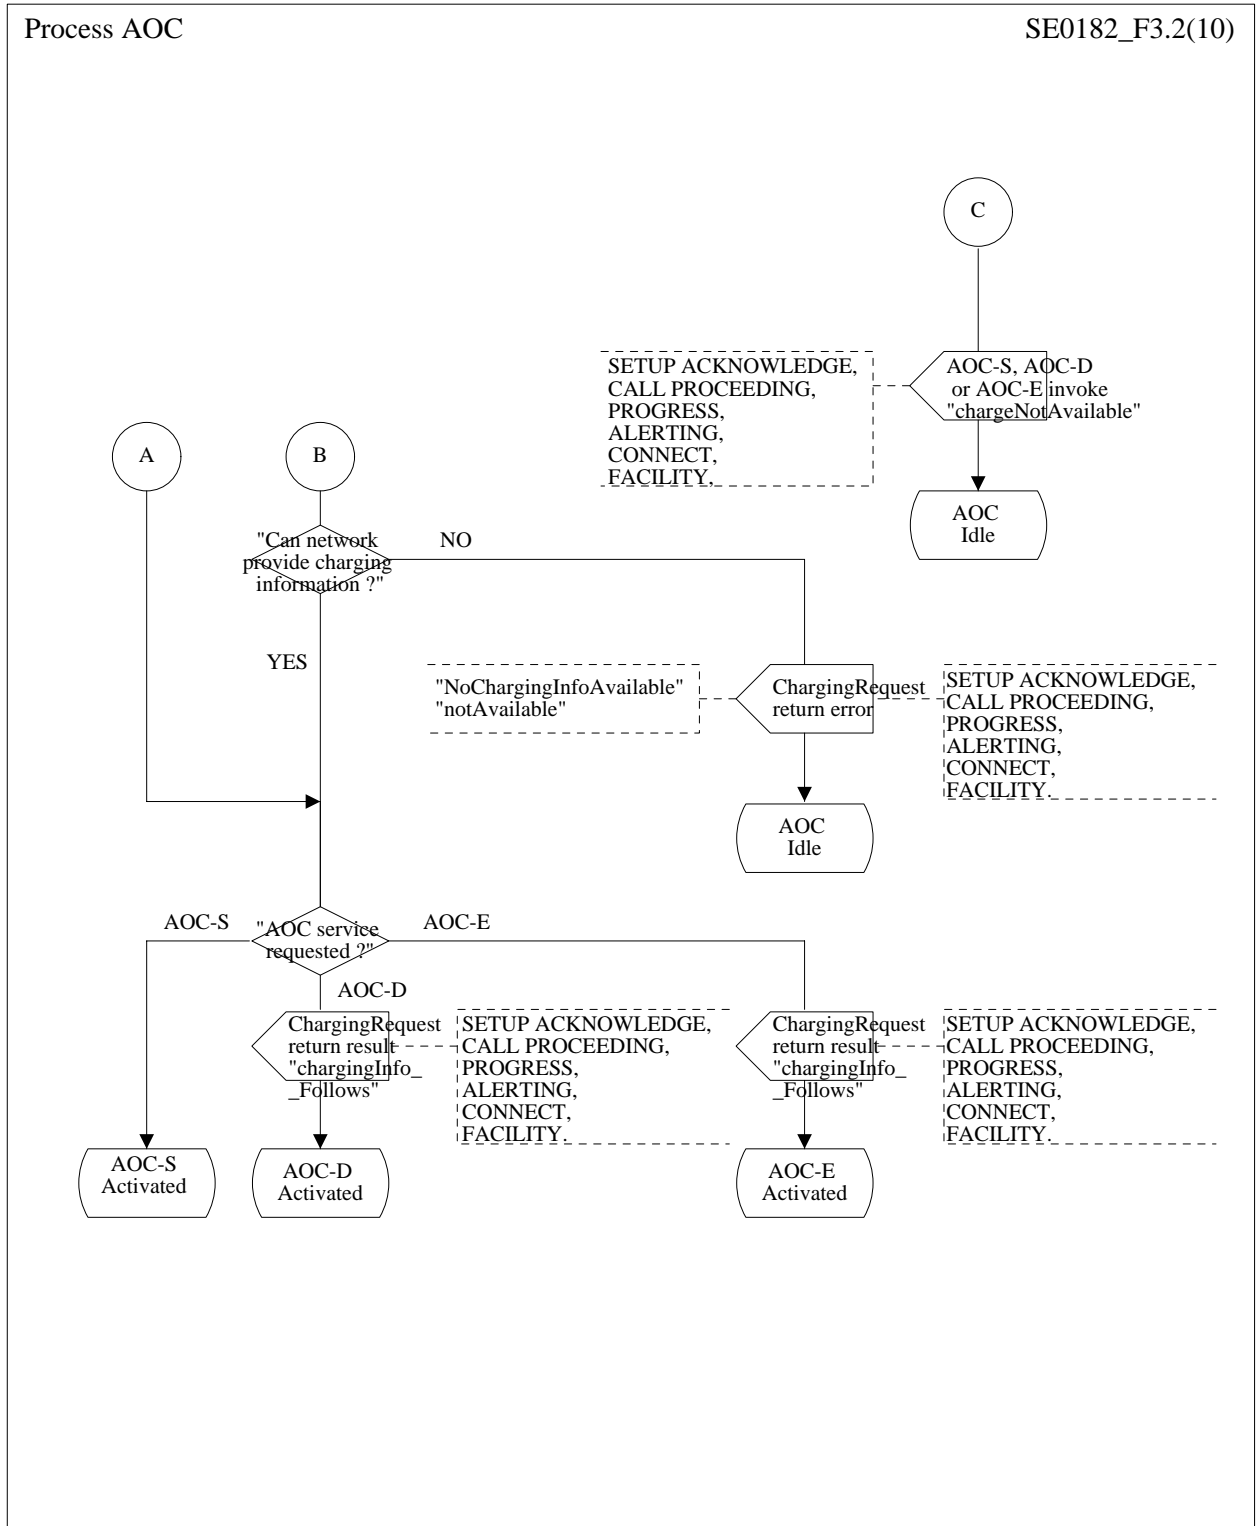 Process AOC
SE0182_F3.2(10)
C
SETUP ACKNOWLEDGE,
CALL PROCEEDING,
PROGRESS,
ALERTING,
CONNECT,
FACILITY,
AOC-S, AOC-D
or AOC-E invoke
"chargeNotAvailable"
AOC
Idle
A
B
"Can network
provide charging
information ?"
NO
YES
"NoChargingInfoAvailable"
"notAvailable"
ChargingRequest
return error
SETUP ACKNOWLEDGE,
CALL PROCEEDING,
PROGRESS,
ALERTING,
CONNECT,
FACILITY.
AOC
Idle
AOC-S
"AOC service
requested ?"
AOC-E
AOC-D
ChargingRequest
return result
"chargingInfo_
_Follows"
SETUP ACKNOWLEDGE,
CALL PROCEEDING,
PROGRESS,
ALERTING,
CONNECT,
FACILITY.
ChargingRequest
return result
"chargingInfo_
_Follows"
SETUP ACKNOWLEDGE,
CALL PROCEEDING,
PROGRESS,
ALERTING,
CONNECT,
FACILITY.
AOC-S
Activated
AOC-D
Activated
AOC-E
Activated